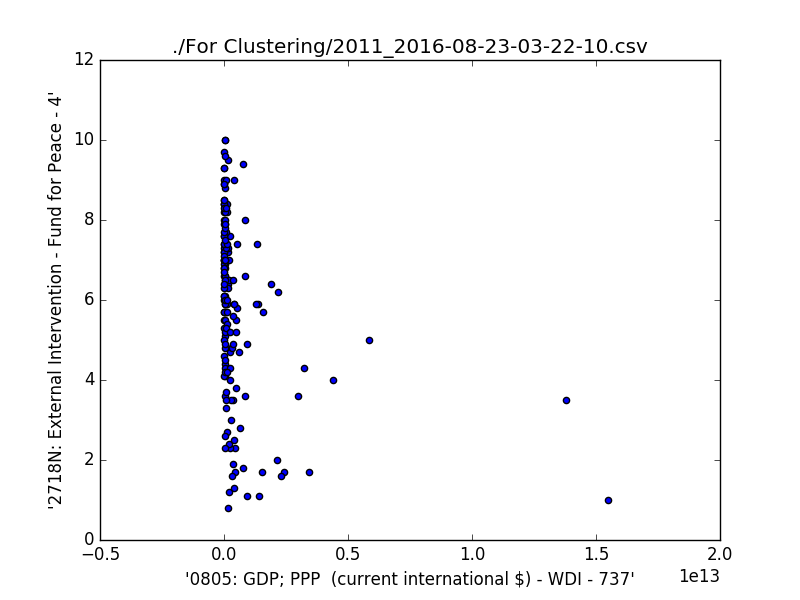 ./For Clustering/2011_2016-08-23-03-22-10.csv
12
10
8
6
4
2
0
'2718N: External Intervention - Fund for Peace - 4'
−0.5 0.0 0.5 1.0 1.5 2.0
1e13
'0805: GDP; PPP  (current international $) - WDI - 737'